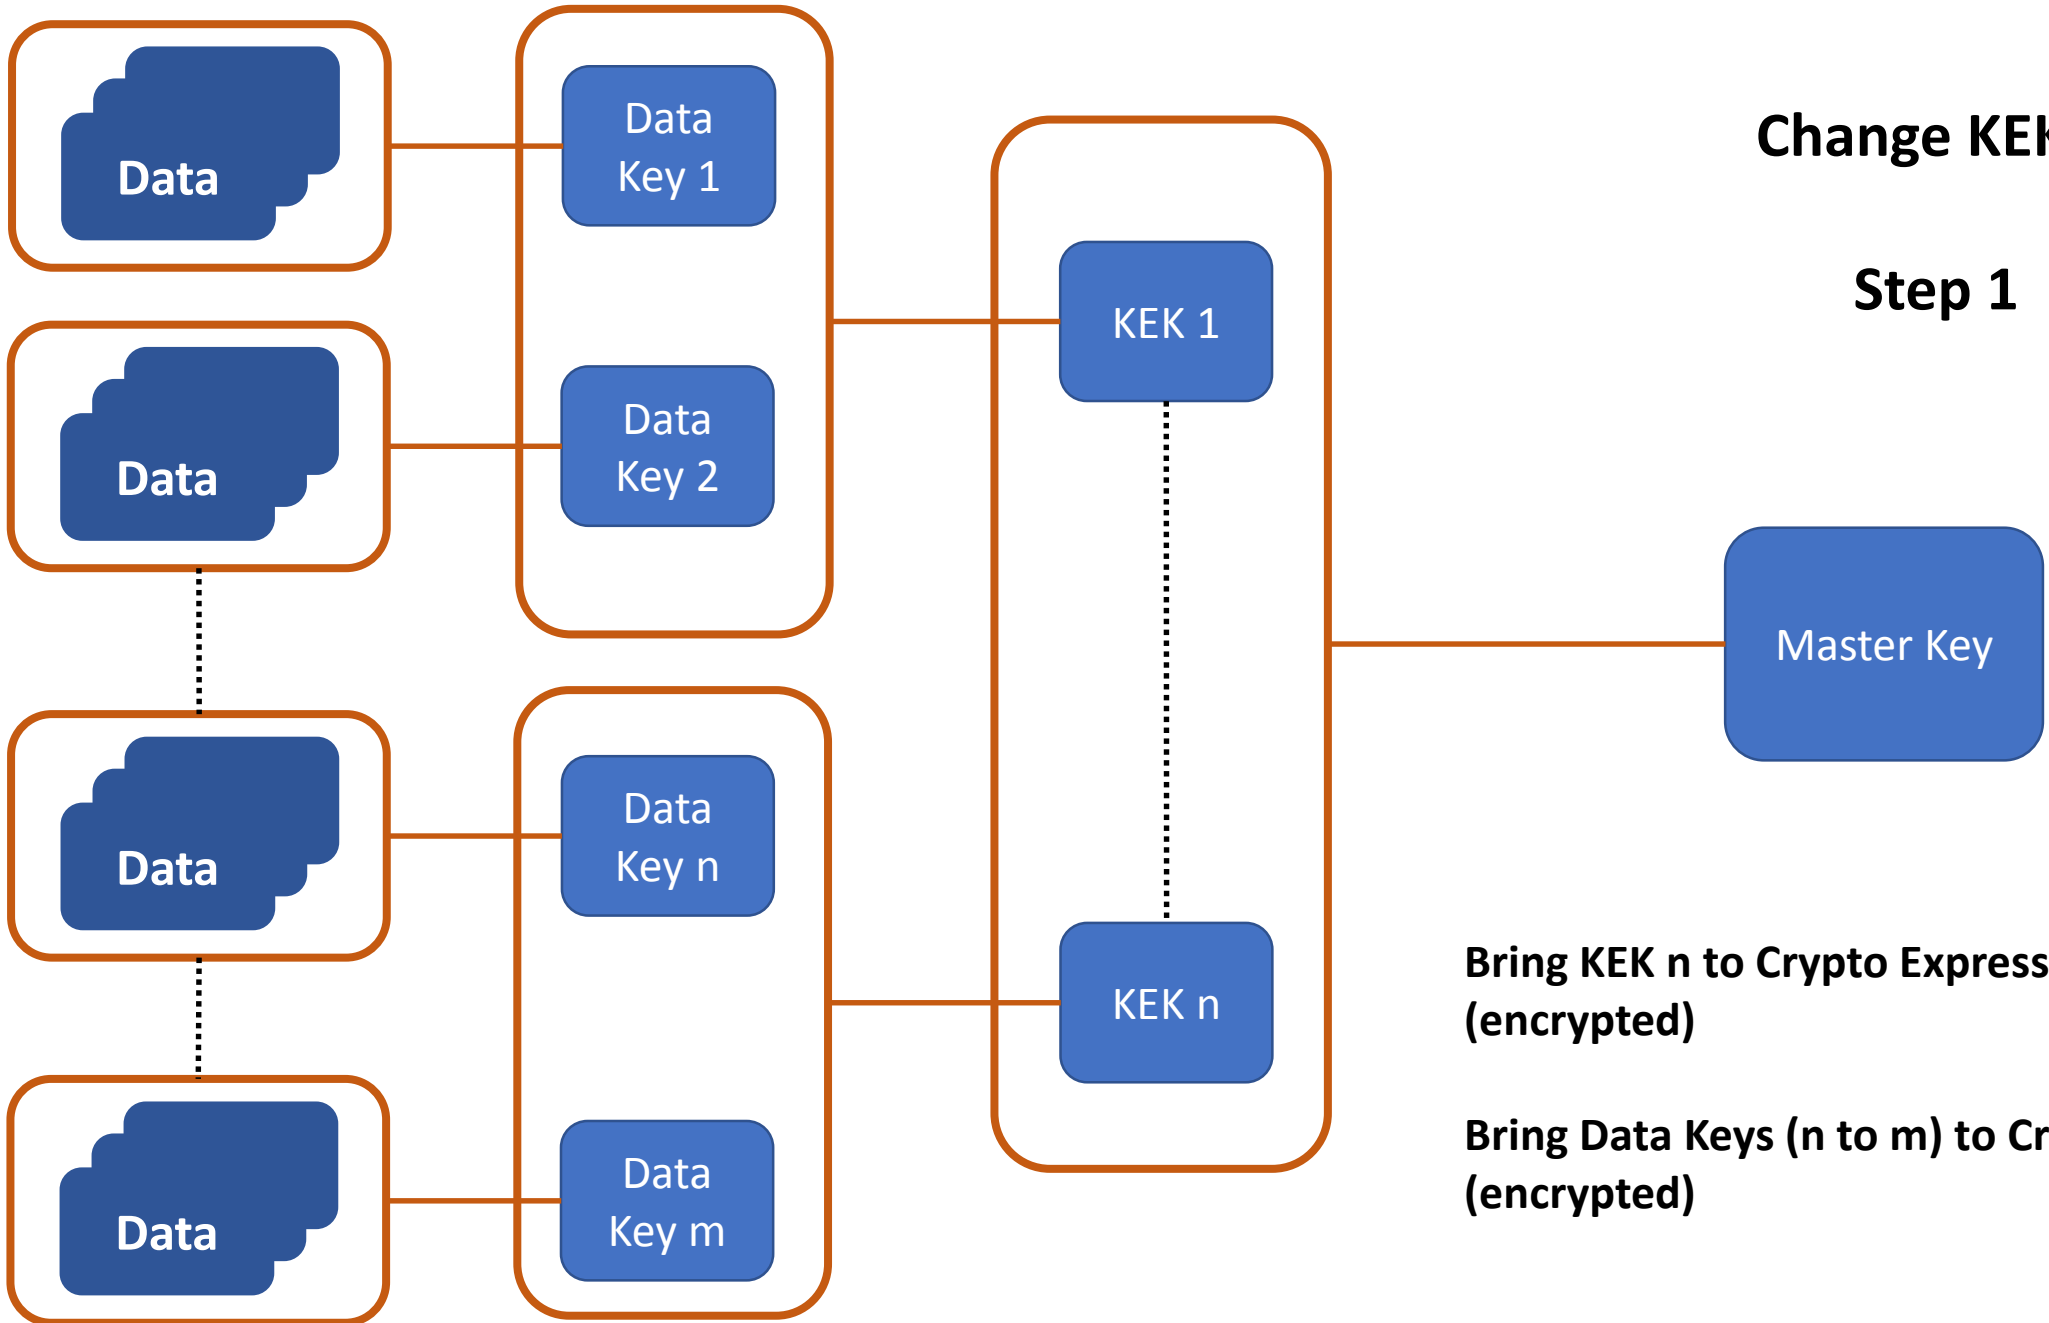 Data
Data
Key 1
Change KEK
Step 1
KEK 1
Data
Data
Key 2
Master Key
Data
Data
Key n
Bring KEK n to Crypto Express
(encrypted)
KEK n
Bring Data Keys (n to m) to Cr
(encrypted)
Data
Data
Key m